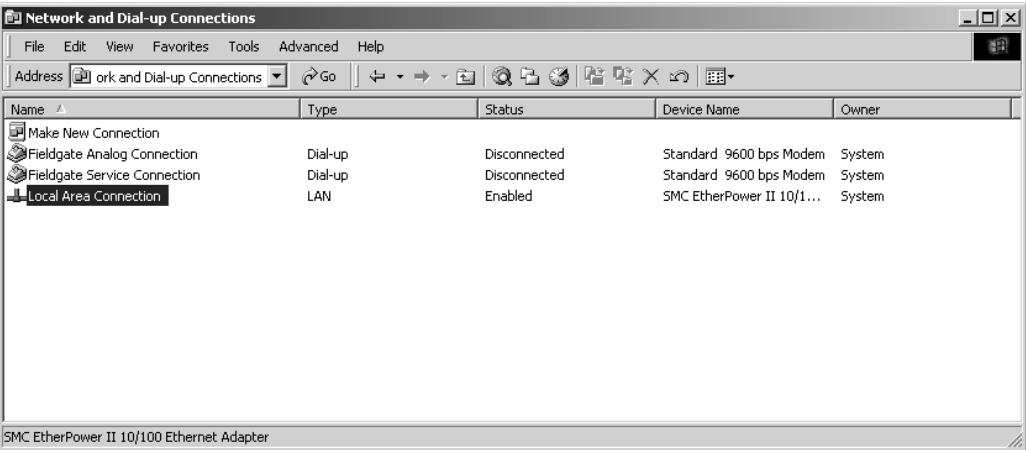 Network and Dial-up Connections
File Edit View Favorites Tools Advanced Help
Address ork and Dial-up Connections Go
Name Type Status Device Name Owner
Make New Connection
Fieldgate Analog Connection Dial-up Disconnected Standard 9600 bps Modem System
Fieldgate Service Connection Dial-up Disconnected Standard 9600 bps Modem System
Local Area Connection LAN Enabled SMC EtherPower II 10/1... System
SMC EtherPower II 10/100 Ethernet Adapter